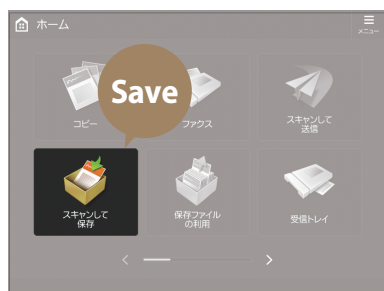 ホーム
メニュー
Save
コピー
ファクス
スキャンして
送信
スキャンして
保存
保存ファイル
の利用
受信トレイ